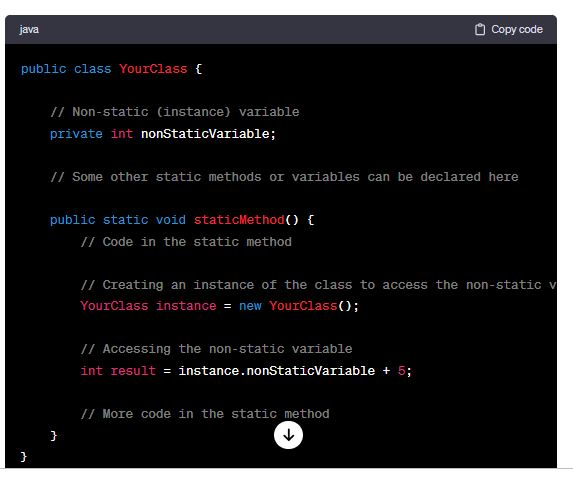 java
Copy code
public class YourClass {
// Non-static (instance) variable
private int nonStaticVariable;
// Some other static methods or variables can be declared here
public static void staticMethod() {
// Code in the static method
// Creating an instance of the class to access the non-static v
YourClass instance = new YourClass();
// Accessing the non-static variable
int result = instance.nonStaticVariable + 5;
// More code in the static method
}
}